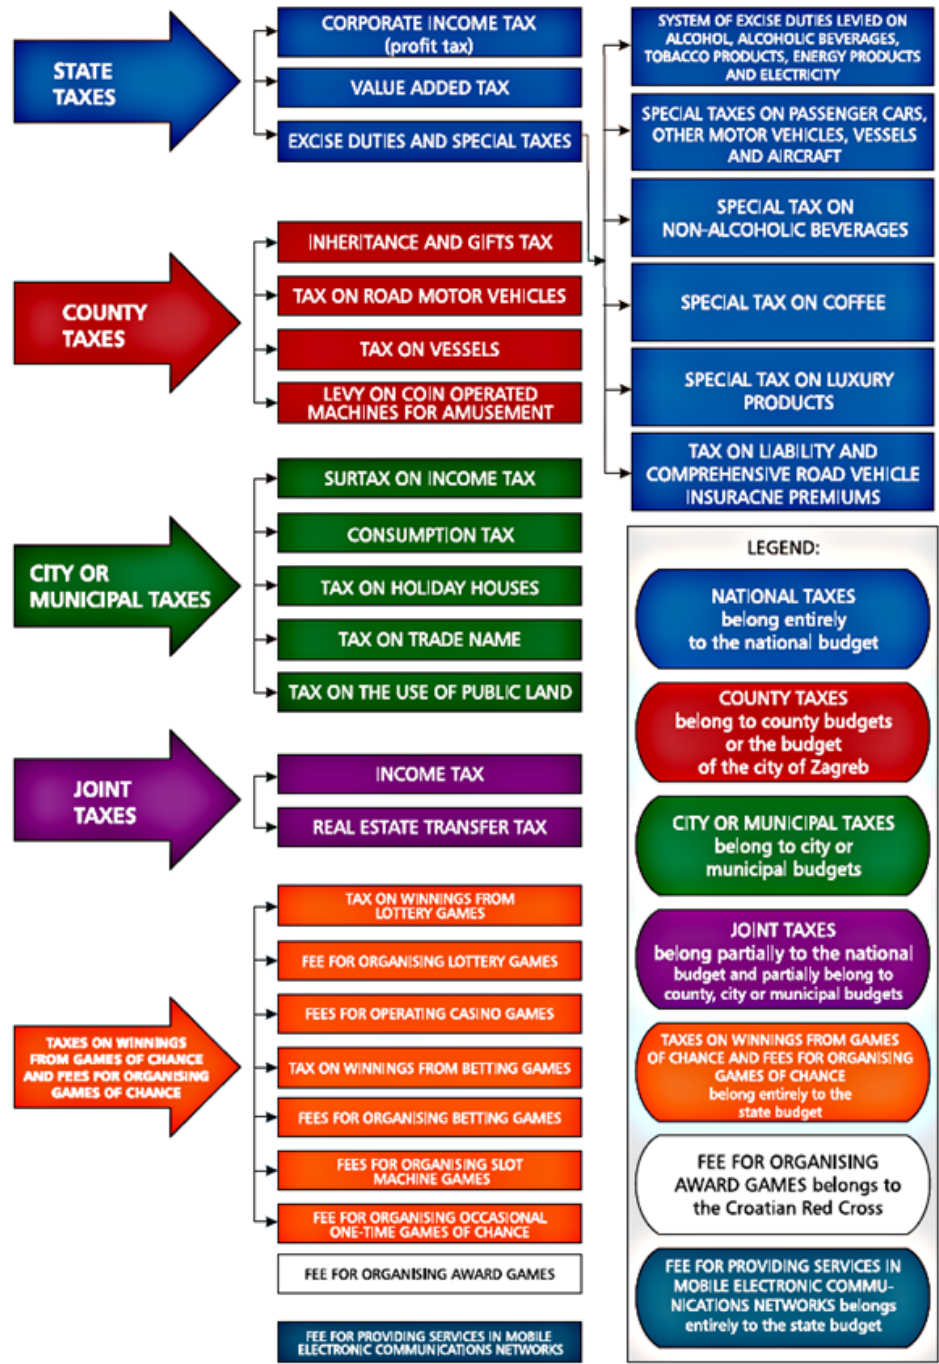 STATE
TAXES
CORPORATE INCOME TAX
(profit tax)
VALUE ADDED TAX
EXCISE DUTIES AND SPECIAL TAXES
SYSTEM OF EXCISE DUTIES LEVIED ON
ALCOHOL, ALCOHOLIC BEVERAGES,
TOBACCO PRODUCTS, ENERGY PRODUCTS
AND ELECTRICITY
SPECIAL TAXES ON PASSENGER CARS,
OTHER MOTOR VEHICLES, VESSELS
AND AIRCRAFT
SPECIAL TAX ON
NON-ALCOHOLIC BEVERAGES
SPECIAL TAX ON COFFEE
SPECIAL TAX ON LUXURY
PRODUCTS
TAX ON LIABILITY AND
COMPREHENSIVE ROAD VEHICLE
INSURACNE PREMIUMS
COUNTY
TAXES
INHERITANCE AND GIFTS TAX
TAX ON ROAD MOTOR VEHICLES
TAX ON VESSELS
LEVY ON COIN OPERATED
MACHINES FOR AMUSEMENT
CITY OR
MUNICIPAL TAXES
SURTAX ON INCOME TAX
CONSUMPTION TAX
TAX ON HOLIDAY HOUSES
TAX ON TRADE NAME
TAX ON THE USE OF PUBLIC LAND
JOINT
TAXES
INCOME TAX
REAL ESTATE TRANSFER TAX
TAXES ON WINNINGS
FROM GAMES OF CHANCE
AND FEES FOR ORGANISING
GAMES OF CHANCE
TAX ON WINNINGS FROM
LOTTERY GAMES
FEE FOR ORGANISING LOTTERY GAMES
FEES FOR OPERATING CASINO GAMES
TAX ON WINNINGS FROM BETTING GAMES
FEES FOR ORGANISING BETTING GAMES
FEES FOR ORGANISING SLOT
MACHINE GAMES
FEE FOR ORGANISING OCCASIONAL
ONE-TIME GAMES OF CHANCE
FEE FOR ORGANISING AWARD GAMES
FEE FOR PROVIDING SERVICES IN MOBILE
ELECTRONIC COMMUNICATIONS NETWORKS
LEGEND:
NATIONAL TAXES
belong entirely
to the national budget
COUNTY TAXES
belong to county budgets
or the budget
of the city of Zagreb
CITY OR MUNICIPAL TAXES
belong to city or
municipal budgets
JOINT TAXES
belong partially to the national
budget and partially belong to
county, city or municipal budgets
TAXES ON WINNINGS FROM GAMES
OF CHANCE AND FEES FOR ORGANISING
GAMES OF CHANCE
belong entirely to the
state budget
FEE FOR ORGANISING
AWARD GAMES belongs to
the Croatian Red Cross
FEE FOR PROVIDING SERVICES IN
MOBILE ELECTRONIC COMMU-
NICATIONS NETWORKS belongs
entirely to the state budget